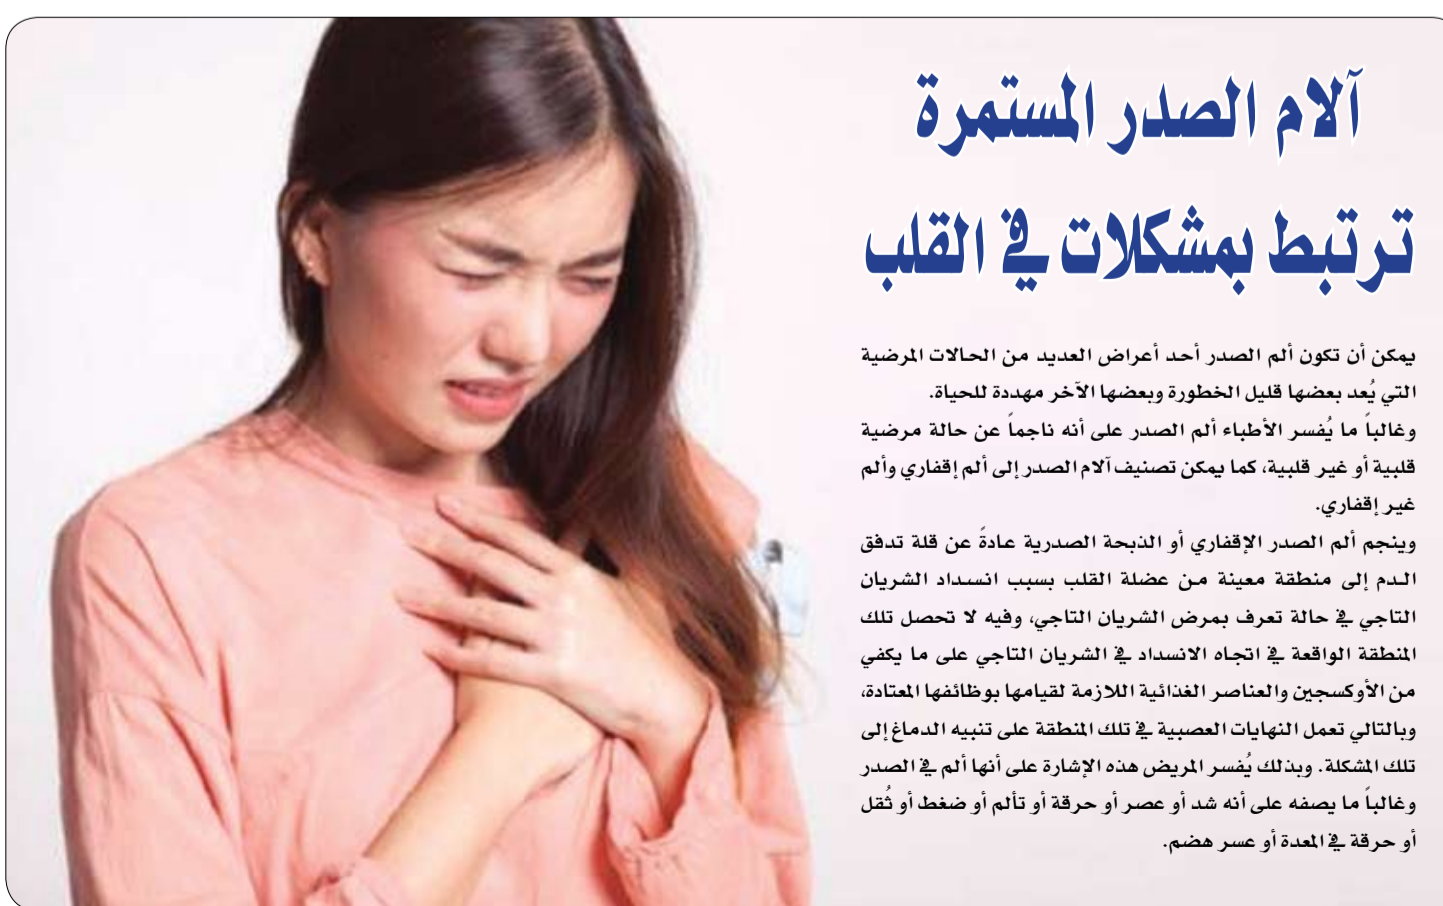 آلام الصدر المستمرة
ترتبط بمشكلات في القلب
يمكن أن تكون ألم الصدر أحد أعراض العديد من الحالات المرضية
التي يُعد بعضها قليل الخطورة وبعضها الآخر مهددة للحياة.
وغالباً ما يُفسر الأطباء ألم الصدر على أنه ناجماً عن حالة مرضية
قلبية أو غير قلبية، كما يمكن تصنيف آلام الصدر إلى ألم إقفاري وألم
غير إقفاري.
وينجم ألم الصدر الإقفاري أو الذبحة الصدرية عادةً عن قلة تدفق
الدم إلى منطقة معينة من عضلة القلب بسبب انسداد الشريان
التاجي في حالة تعرف بمرض الشريان التاجي، وفيه لا تحصل تلك
المنطقة الواقعة في اتجاه الانسداد في الشريان التاجي على ما يكفي
من الأوكسجين والعناصر الغذائية اللازمة لقيامها بوظائفها المعتادة،
وبالتالي تعمل النهايات العصبية في تلك المنطقة على تنبيه الدماغ إلى
تلك المشكلة. وبذلك يُفسر المريض هذه الإشارة على أنها ألم في الصدر
وغالباً ما يصفه على أنه شد أو عصر أو حرقة أو تألم أو ضغط أو ثُقل
أو حرقة في المعدة أو عسر هضم.